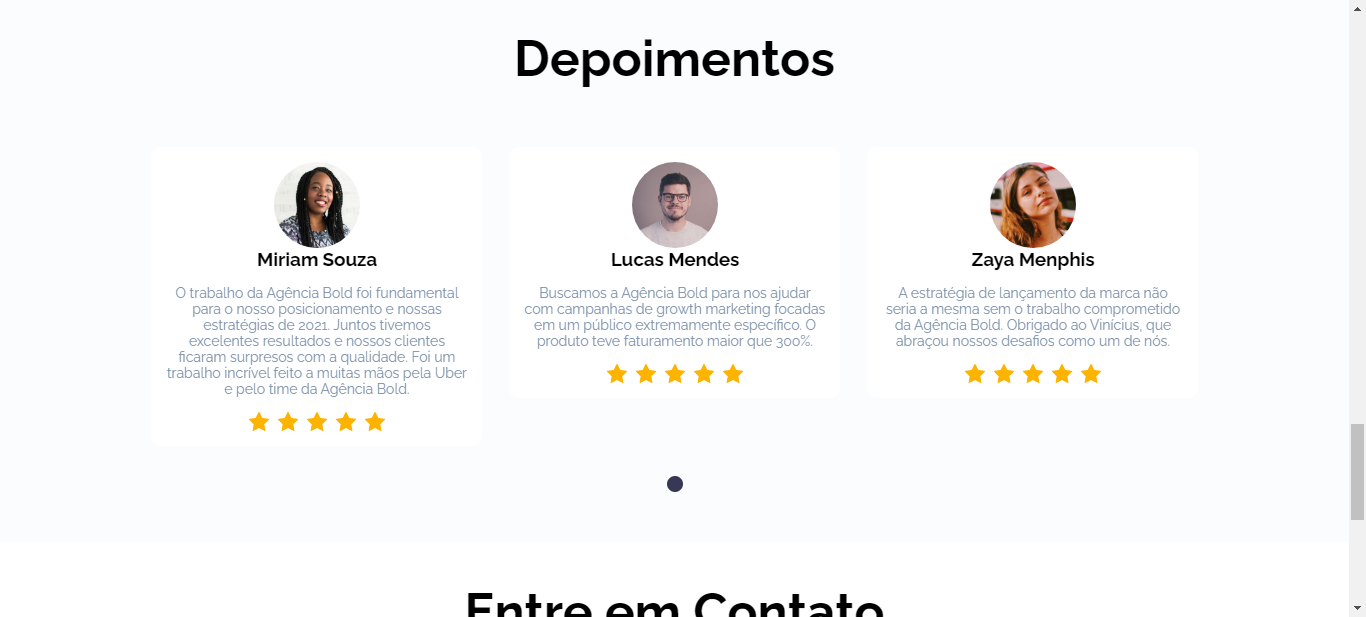 Depoimentos
Miriam Souza
O trabalho da Agência Bold foi fundamental
para o nosso posicionamento e nossas
estratégias de 2021. Juntos tivemos
excelentes resultados e nossos clientes
ficaram surpresos com a qualidade. Foi um
trabalho incrível feito a muitas mãos pela Uber
e pelo time da Agência Bold.
Lucas Mendes
Buscamos a Agência Bold para nos ajudar
com campanhas de growth marketing focadas
em um público extremamente específico. O
produto teve faturamento maior que 300%.
Zaya Menphis
A estratégia de lançamento da marca não
seria a mesma sem o trabalho comprometido
da Agência Bold. Obrigado ao Vinícius, que
abraçou nossos desafios como um de nós.
Entre em Contato